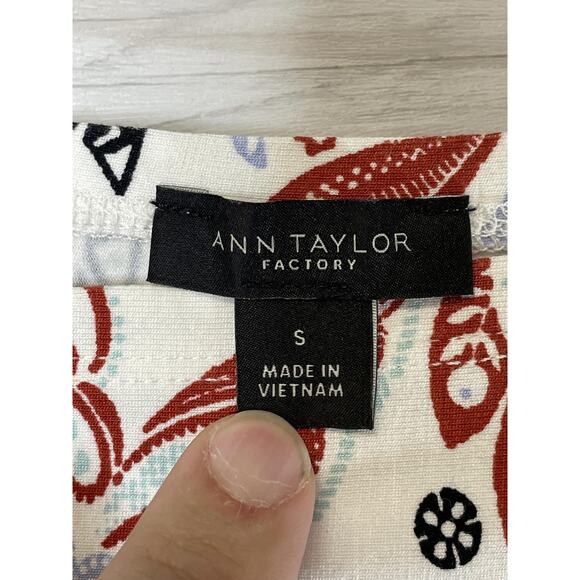 ANN TAYLOR
FACTORY
S
MADE IN
VIETNAM